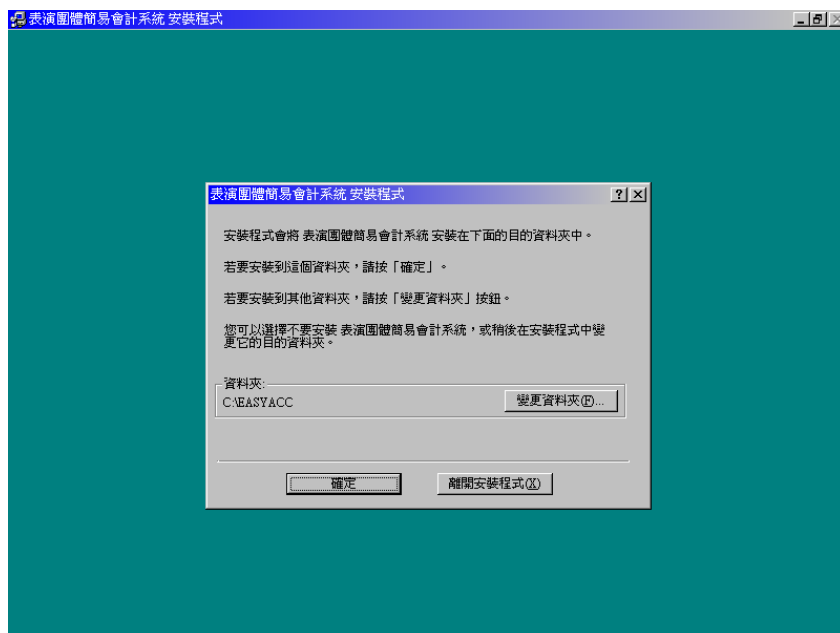 表演團體簡易會計系統 安裝程式
表演團體簡易會計系統 安裝程式
安裝程式會將 表演團體簡易會計系統 安裝在下面的目的資料夾中。
若要安裝到這個資料夾，請按「確定」。
若要安裝到其他資料夾，請按「變更資料夾」按鈕。
您可以選擇不要安裝 表演團體簡易會計系統，或稍後在安裝程式中變
更它的目的資料夾。
資料夾:
C:\EASYACC
變更資料夾(F)...
確定
離開安裝程式(X)